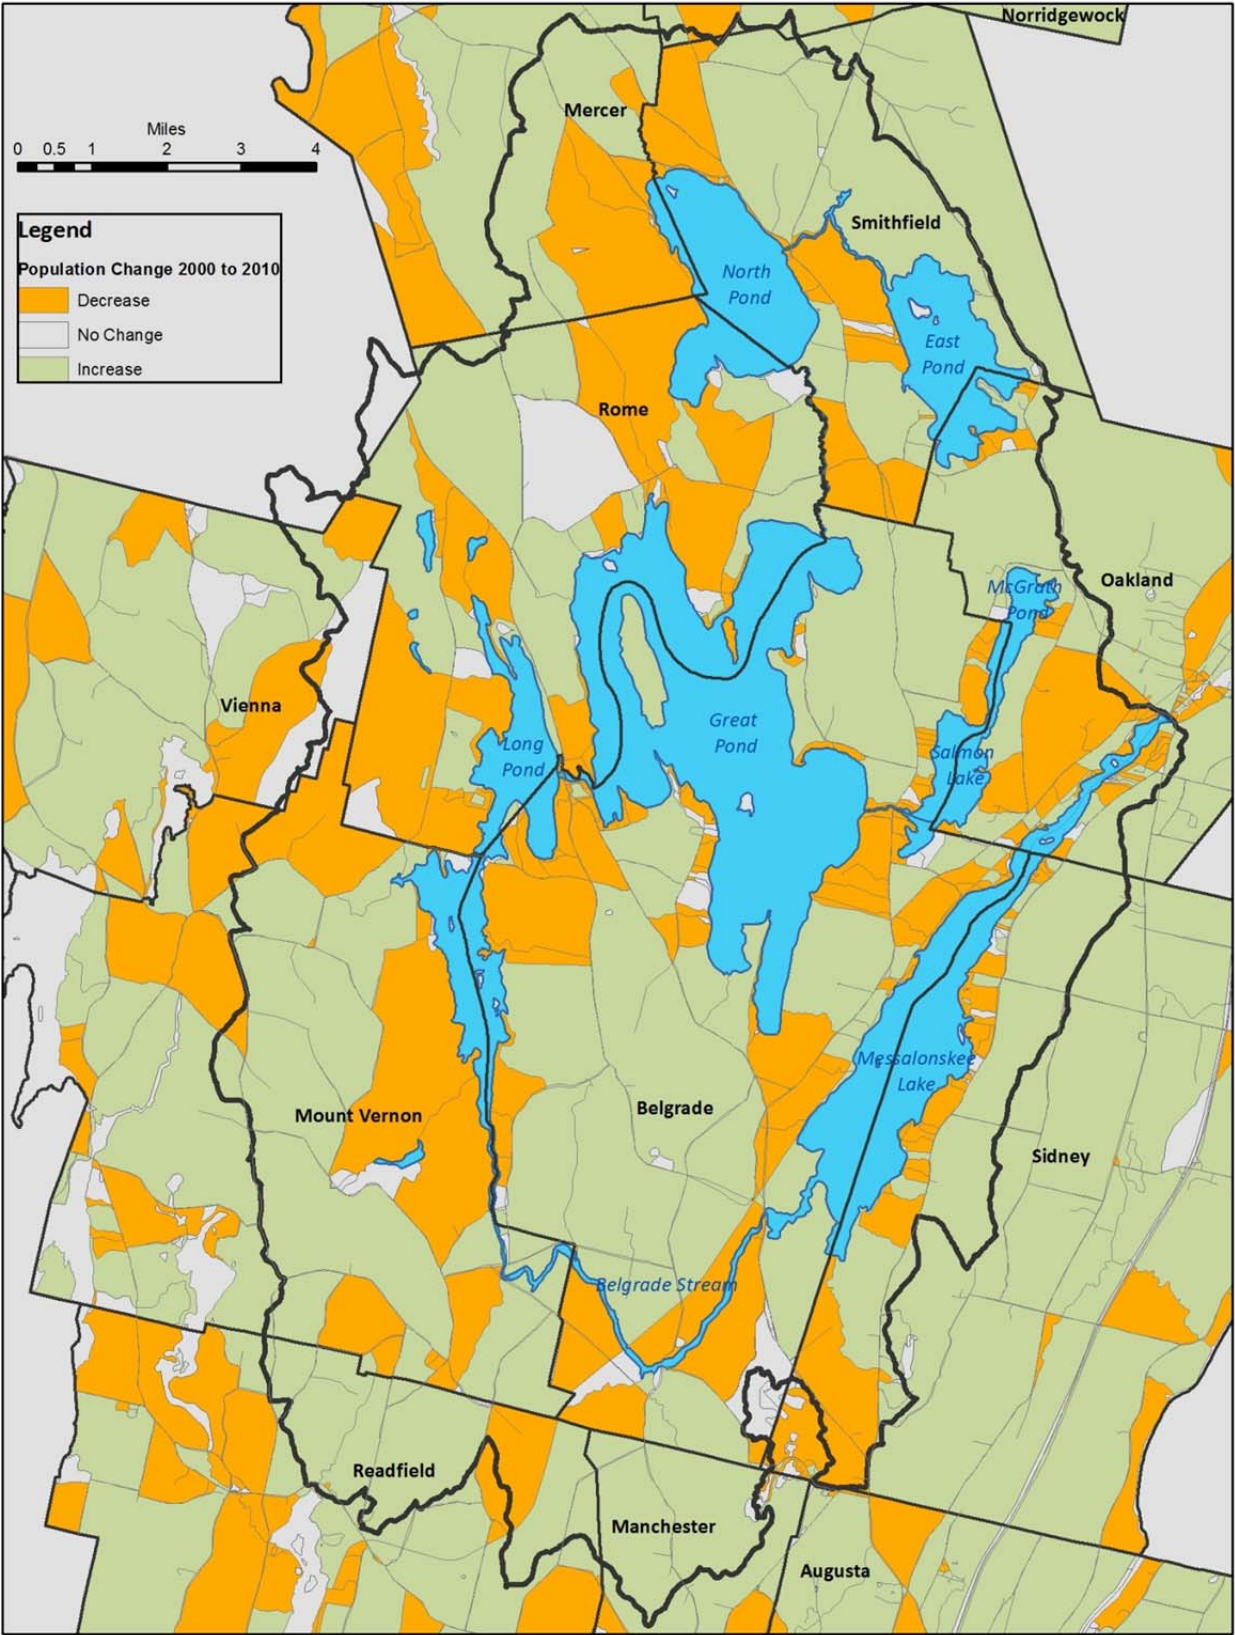 Norridgewock
Mercer
Miles
0 0.5 1 2 3 4
Legend
Population Change 2000 to 2010
Decrease
No Change
Increase
Smithfield
North
Pond
East
Pond
Rome
McGrath
Pond
Oakland
Vienna
Long
Pond
Great
Pond
Salmon
Lake
Messalonskee
Lake
Mount Vernon
Belgrade
Sidney
Belgrade Stream
Readfield
Manchester
Augusta